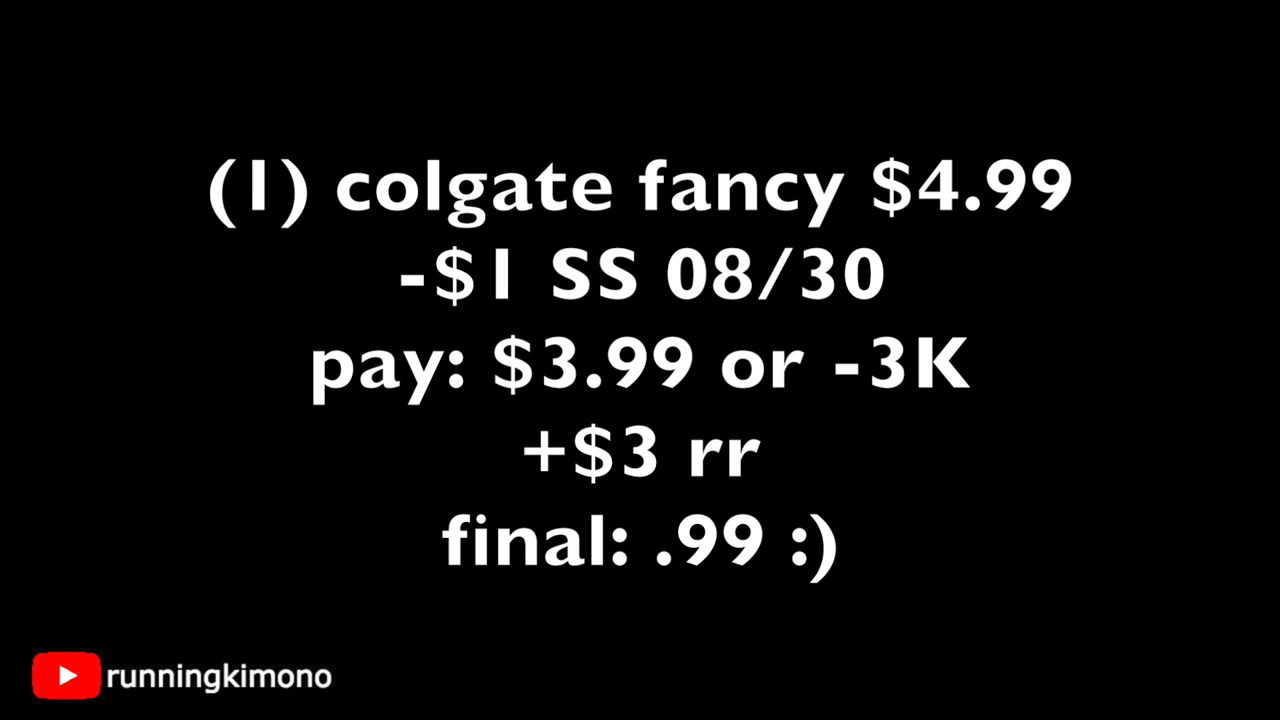 (1) colgate fancy $4.99
-$1 SS 08/30
pay: $3.99 or -3K
+$3 rr
final: .99 :)
runningkimono